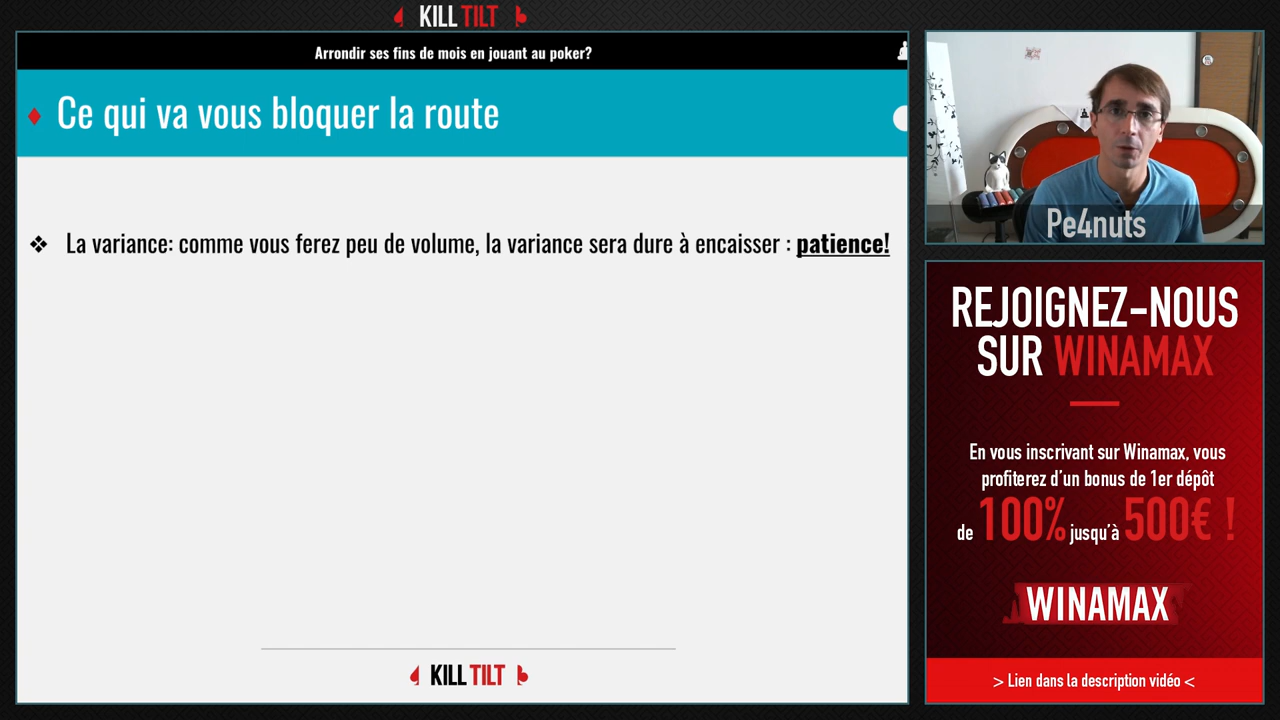 KILL TILT
Arrondir ses fins de mois en jouant au poker?
Ce qui va vous bloquer la route
❖ La variance: comme vous ferez peu de volume, la variance sera dure à encaisser : patience!
KILL TILT
Pe4nuts
REJOIGNEZ-NOUS
SUR WINAMAX
En vous inscrivant sur Winamax, vous
profiterez d'un bonus de 1er dépôt
de 100% jusqu'à 500€ !
WINAMAX
> Lien dans la description vidéo <